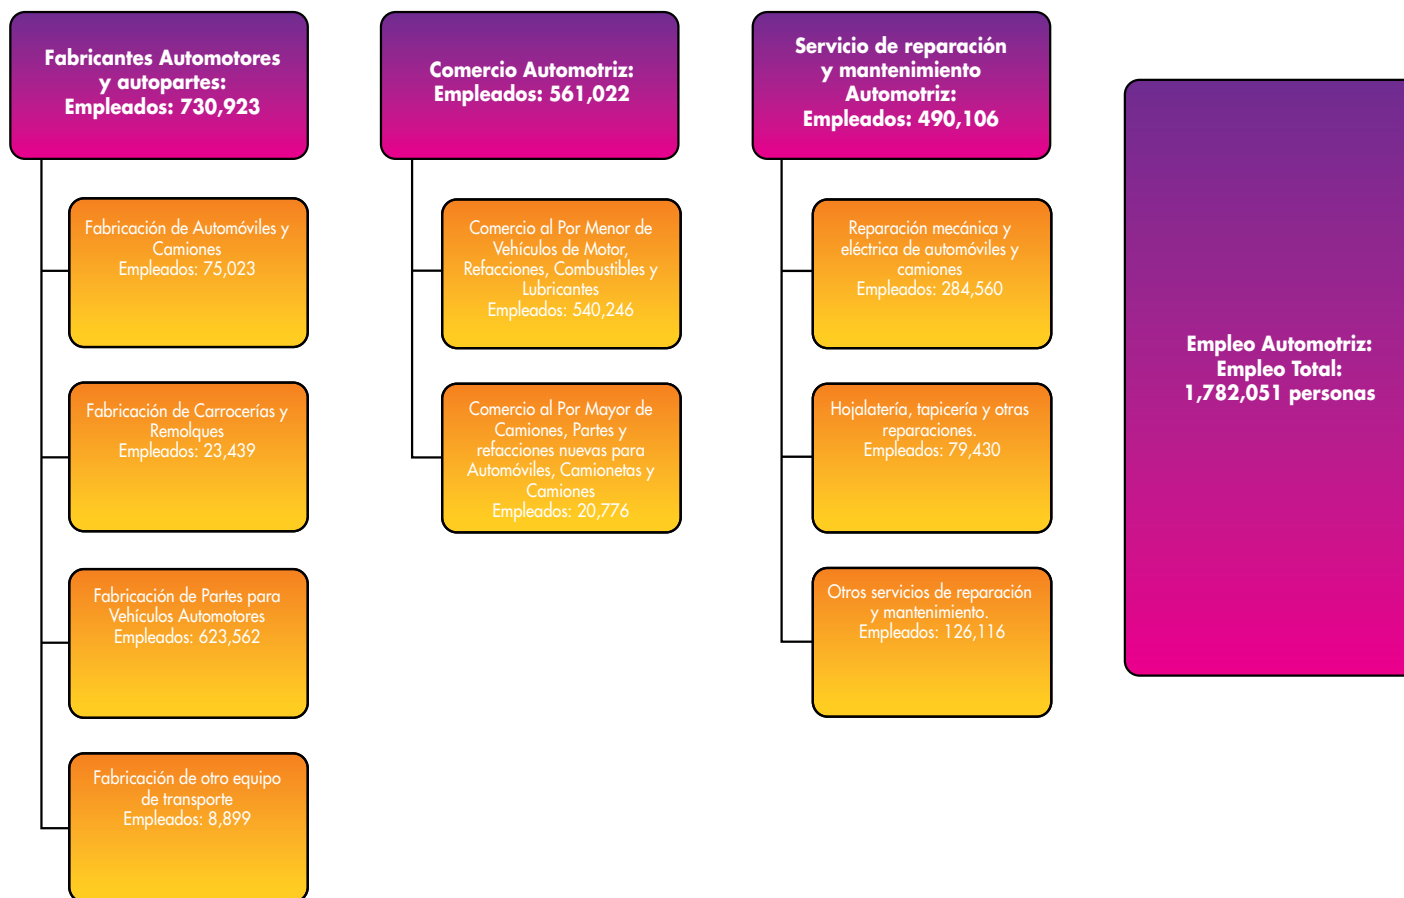 Fabricantes Automotores
y autopartes:
Empleados: 730,923
Fabricación de Automóviles y
Camiones
Empleados: 75,023
Fabricación de Carrocerías y
Remolques
Empleados: 23,439
Fabricación de Partes para
Vehículos Automotores
Empleados: 623,562
Fabricación de otro equipo
de transporte
Empleados: 8,899
Comercio Automotriz:
Empleados: 561,022
Comercio al Por Menor de
Vehículos de Motor,
Refacciones, Combustibles y
Lubricantes
Empleados: 540,246
Comercio al Por Mayor de
Camiones, Partes y
refacciones nuevas para
Automóviles, Camionetas y
Camiones
Empleados: 20,776
Servicio de reparación
y mantenimiento
Automotriz:
Empleados: 490,106
Reparación mecánica y
eléctrica de automóviles y
camiones
Empleados: 284,560
Hojalatería, tapicería y otras
reparaciones.
Empleados: 79,430
Otros servicios de reparación
y mantenimiento.
Empleados: 126,116
Empleo Automotriz:
Empleo Total:
1,782,051 personas